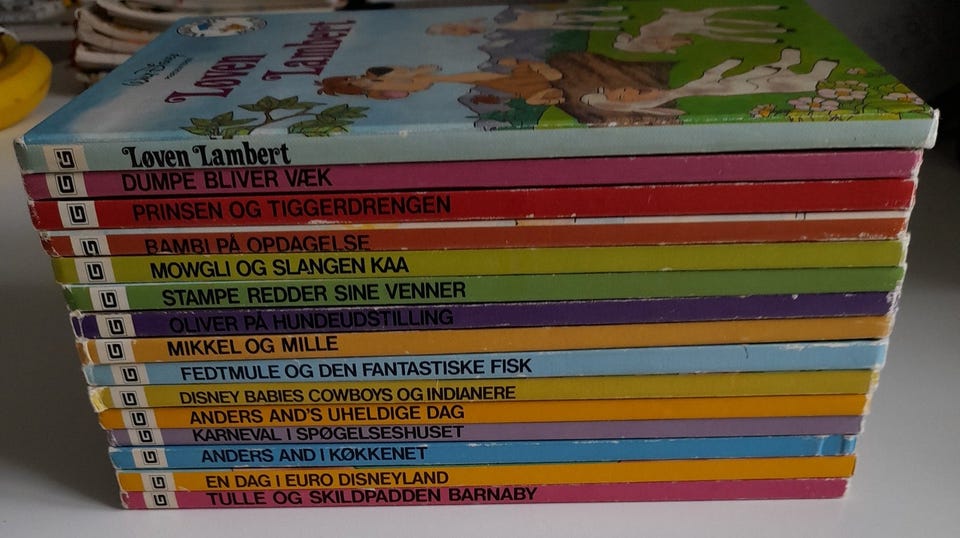 Løven
Lambert
Walt Disney
Løven Lambert
DUMPE BLIVER VÆK
PRINSEN OG TIGGERDRENGEN
BAMBI PÅ OPDAGELSE
MOWGLI OG SLANGEN KAA
STAMPE REDDER SINE VENNER
OLIVER PÅ HUNDEUDSTILLING
MIKKEL OG MILLE
FEDTMULE OG DEN FANTASTISKE FISK
DISNEY BABIES COWBOYS OG INDIANERE
ANDERS AND'S UHELDIGE DAG
KARNEVAL I SPØGELSESHUSET
ANDERS AND I KØKKENET
EN DAG I EURO DISNEYLAND
TULLE OG SKILDPADDEN BARNABY